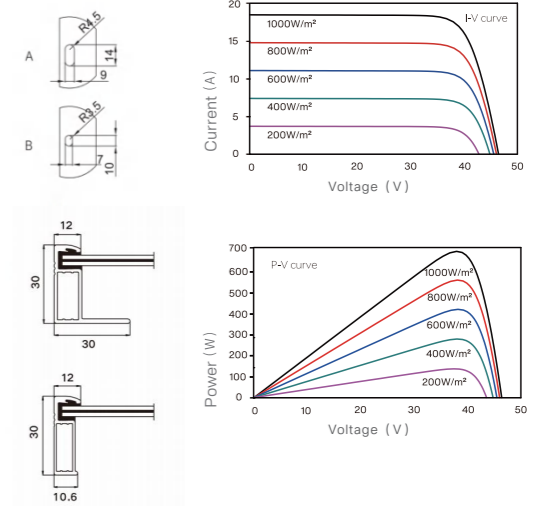 R4.5
A
14
9
R3.5
B
7
10
12
30
30
12
30
10.6
I-V curve
20
15
10
5
0
1000W/m²
800W/m²
600W/m²
400W/m²
200W/m²
Current (A)
0 10 20 30 40 50
Voltage (V)
P-V curve
700
600
500
400
300
200
100
0
1000W/m²
800W/m²
600W/m²
400W/m²
200W/m²
Power (W)
0 10 20 30 40 50
Voltage (V)